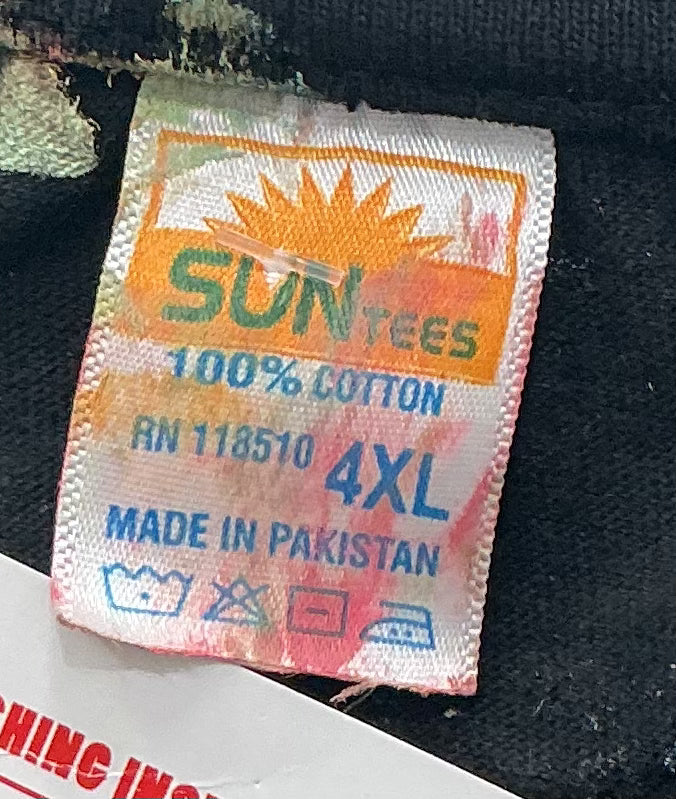 SUN TEES
100% COTTON
RN 118510 4XL
MADE IN PAKISTAN